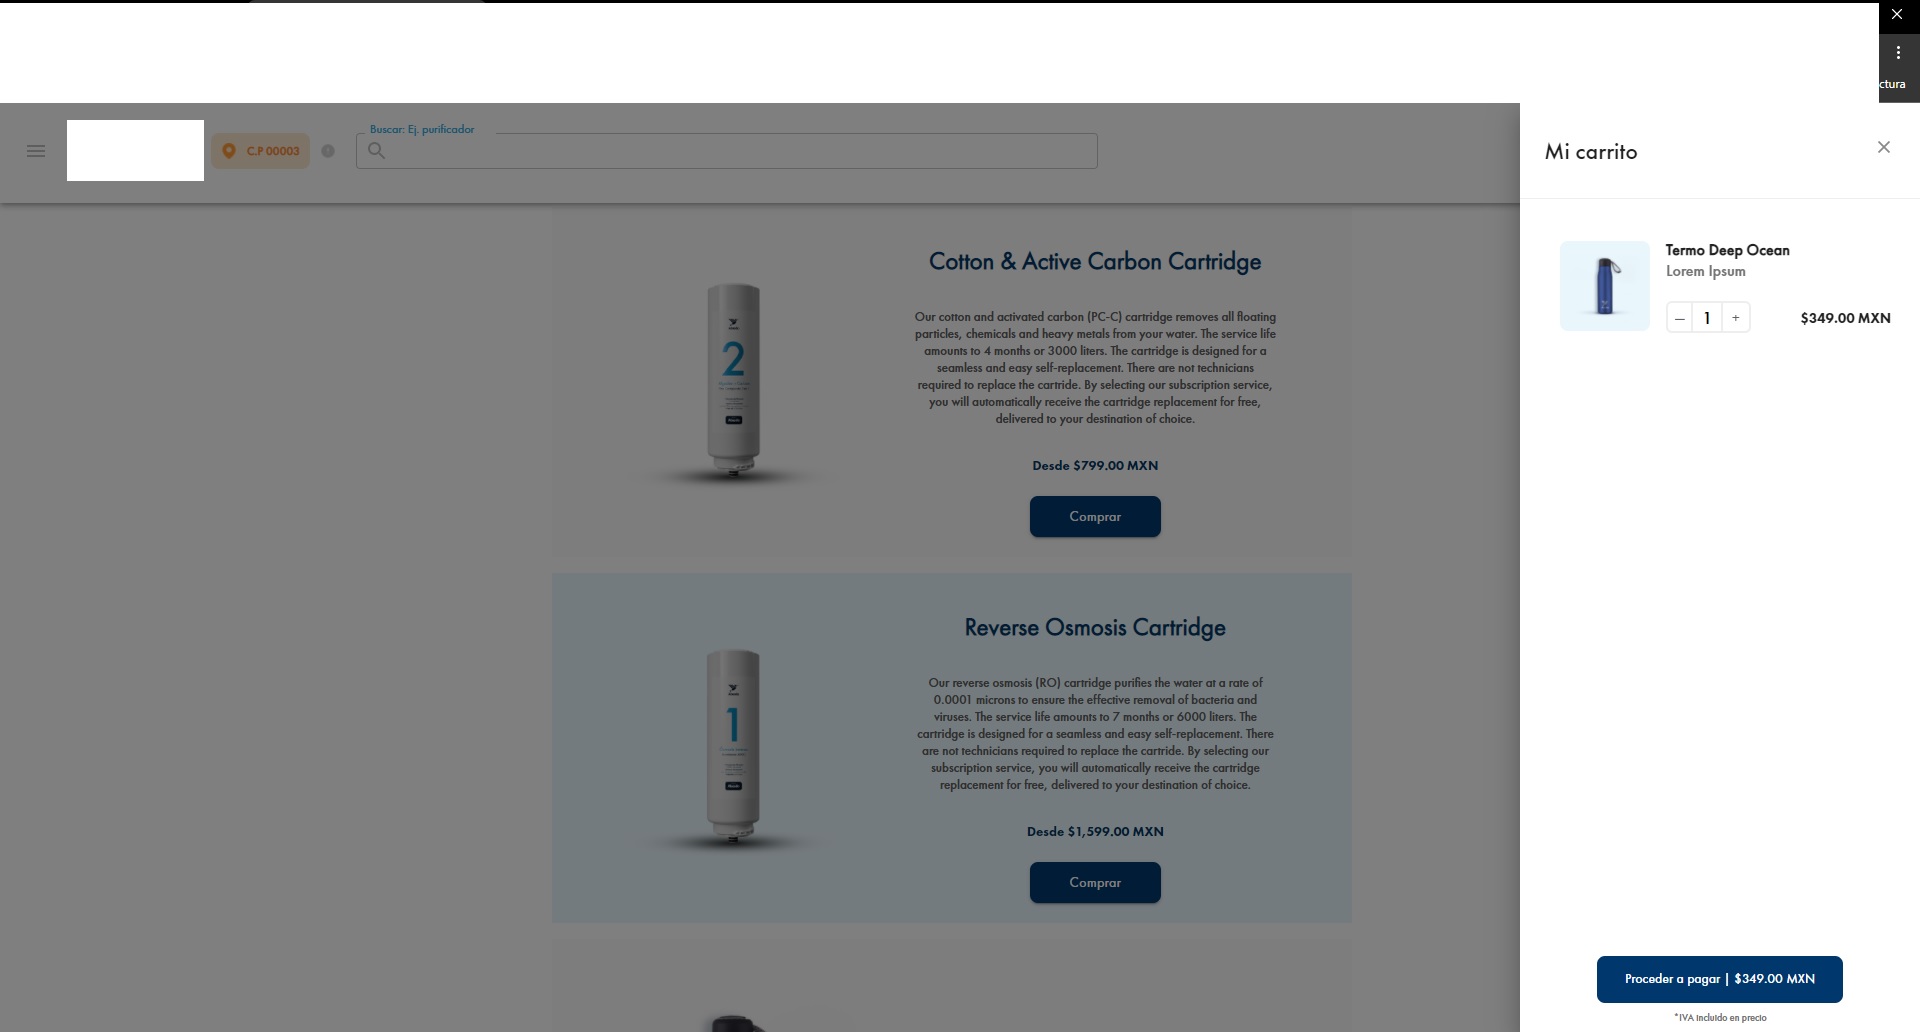 ctura
C.P 00003
Buscar: Ej. purificador
Cotton & Active Carbon Cartridge
Our cotton and activated carbon (PC-C) cartridge removes all floating
particles, chemicals and heavy metals from your water. The service life
amounts to 4 months or 3000 liters. The cartridge is designed for a
seamless and easy self-replacement. There are not technicians
required to replace the cartride. By selecting our subscription service,
you will automatically receive the cartridge replacement for free,
delivered to your destination of choice.
Desde $799.00 MXN
Comprar
2
Reverse Osmosis Cartridge
Our reverse osmosis (RO) cartridge purifies the water at a rate of
0.0001 microns to ensure the effective removal of bacteria and
viruses. The service life amounts to 7 months or 6000 liters. The
cartridge is designed for a seamless and easy self-replacement. There
are not technicians required to replace the cartride. By selecting our
subscription service, you will automatically receive the cartridge
replacement for free, delivered to your destination of choice.
Desde $1,599.00 MXN
Comprar
1
Mi carrito
Termo Deep Ocean
Lorem Ipsum
– 1 +
$349.00 MXN
Proceder a pagar | $349.00 MXN
*IVA incluido en precio